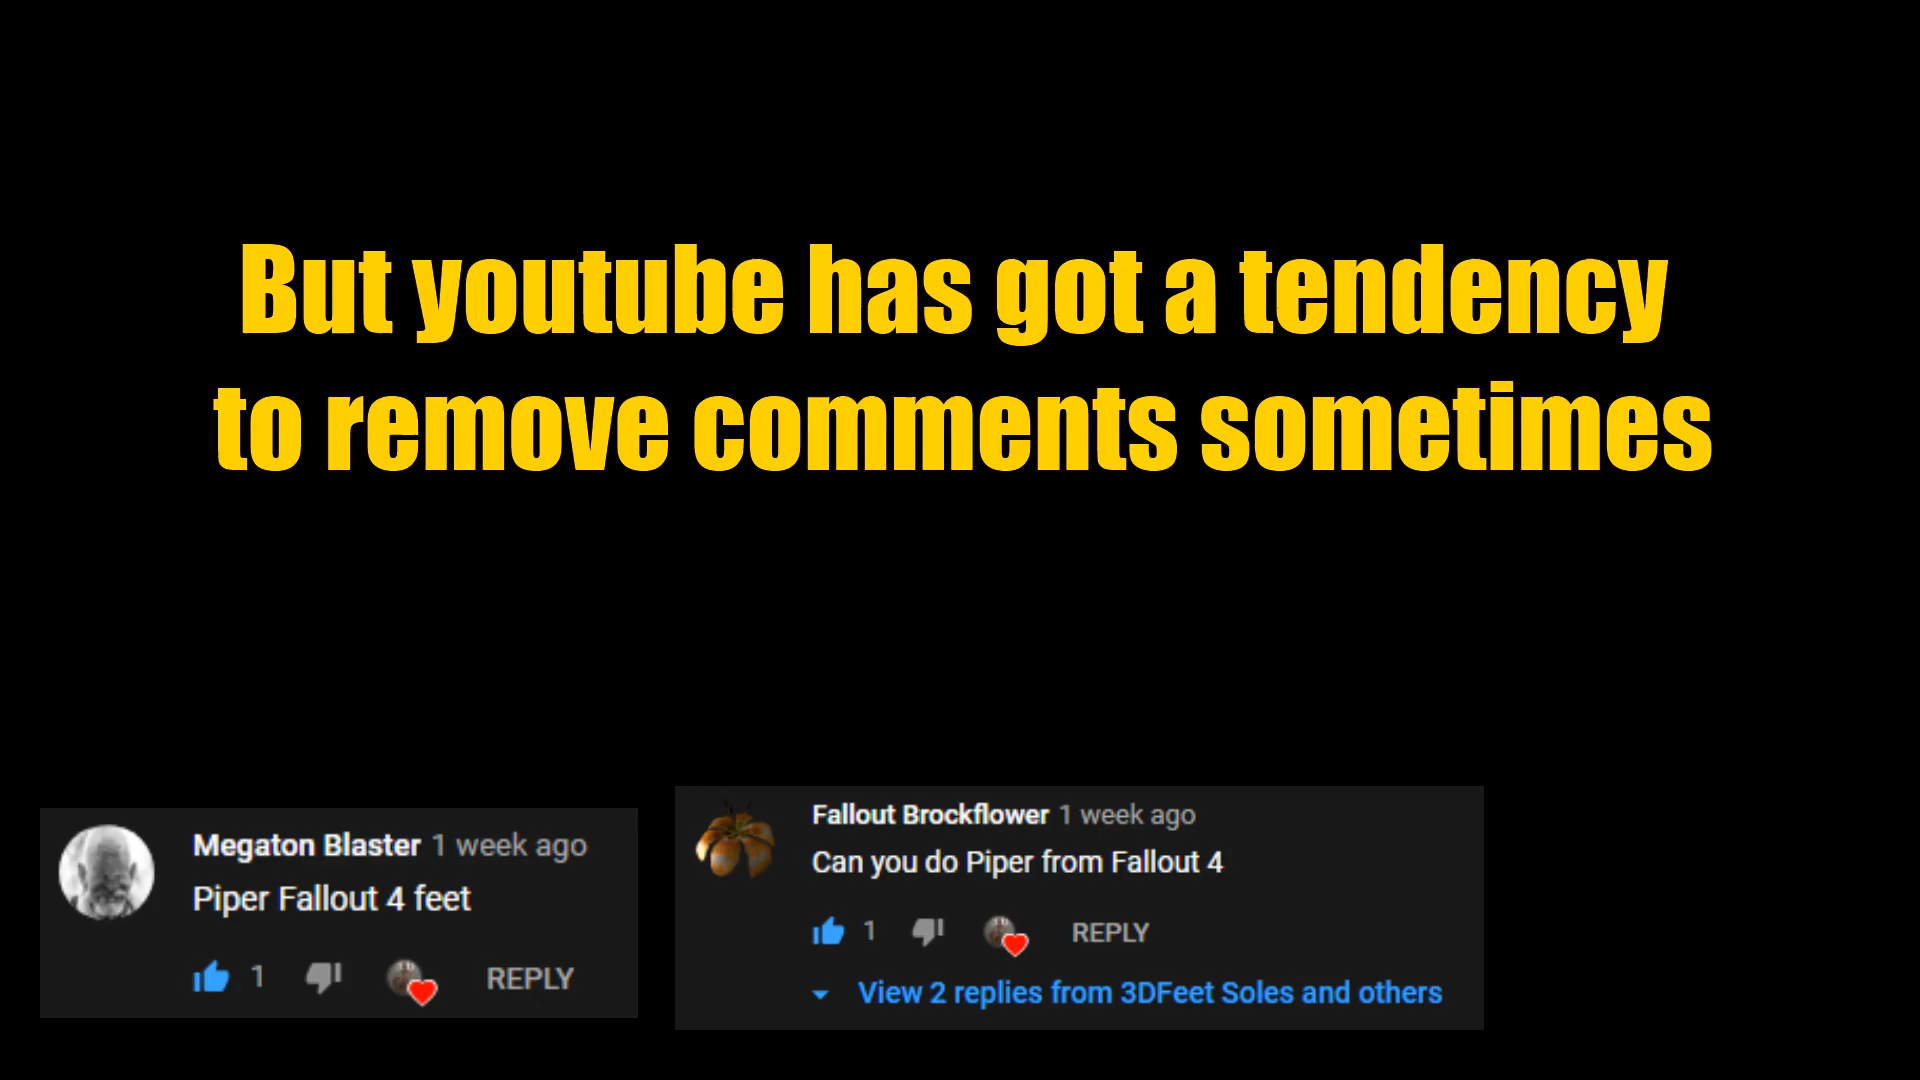 But youtube has got a tendency
to remove comments sometimes
Megaton Blaster 1 week ago
Piper Fallout 4 feet
1 REPLY
Fallout Brockflower 1 week ago
Can you do Piper from Fallout 4
1 REPLY
View 2 replies from 3DFeet Soles and others